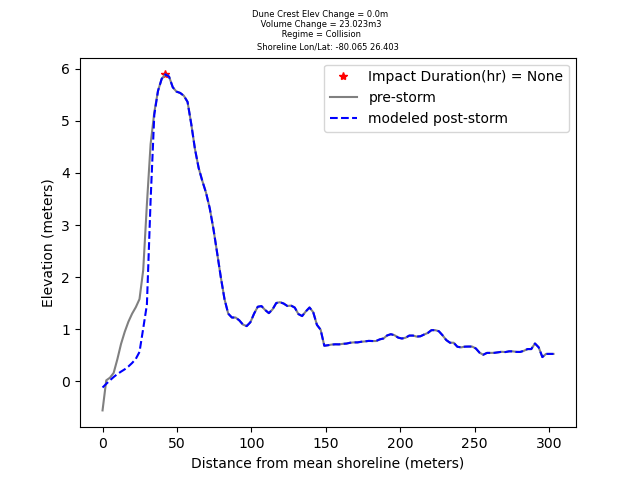 Dune Crest Elev Change = 0.0m
Volume Change = 23.023m3
Regime = Collision
Shoreline Lon/Lat: -80.065 26.403
Impact Duration(hr) = None
pre-storm
modeled post-storm
Elevation (meters)
6
5
4
3
2
1
0
0 50 100 150 200 250 300
Distance from mean shoreline (meters)